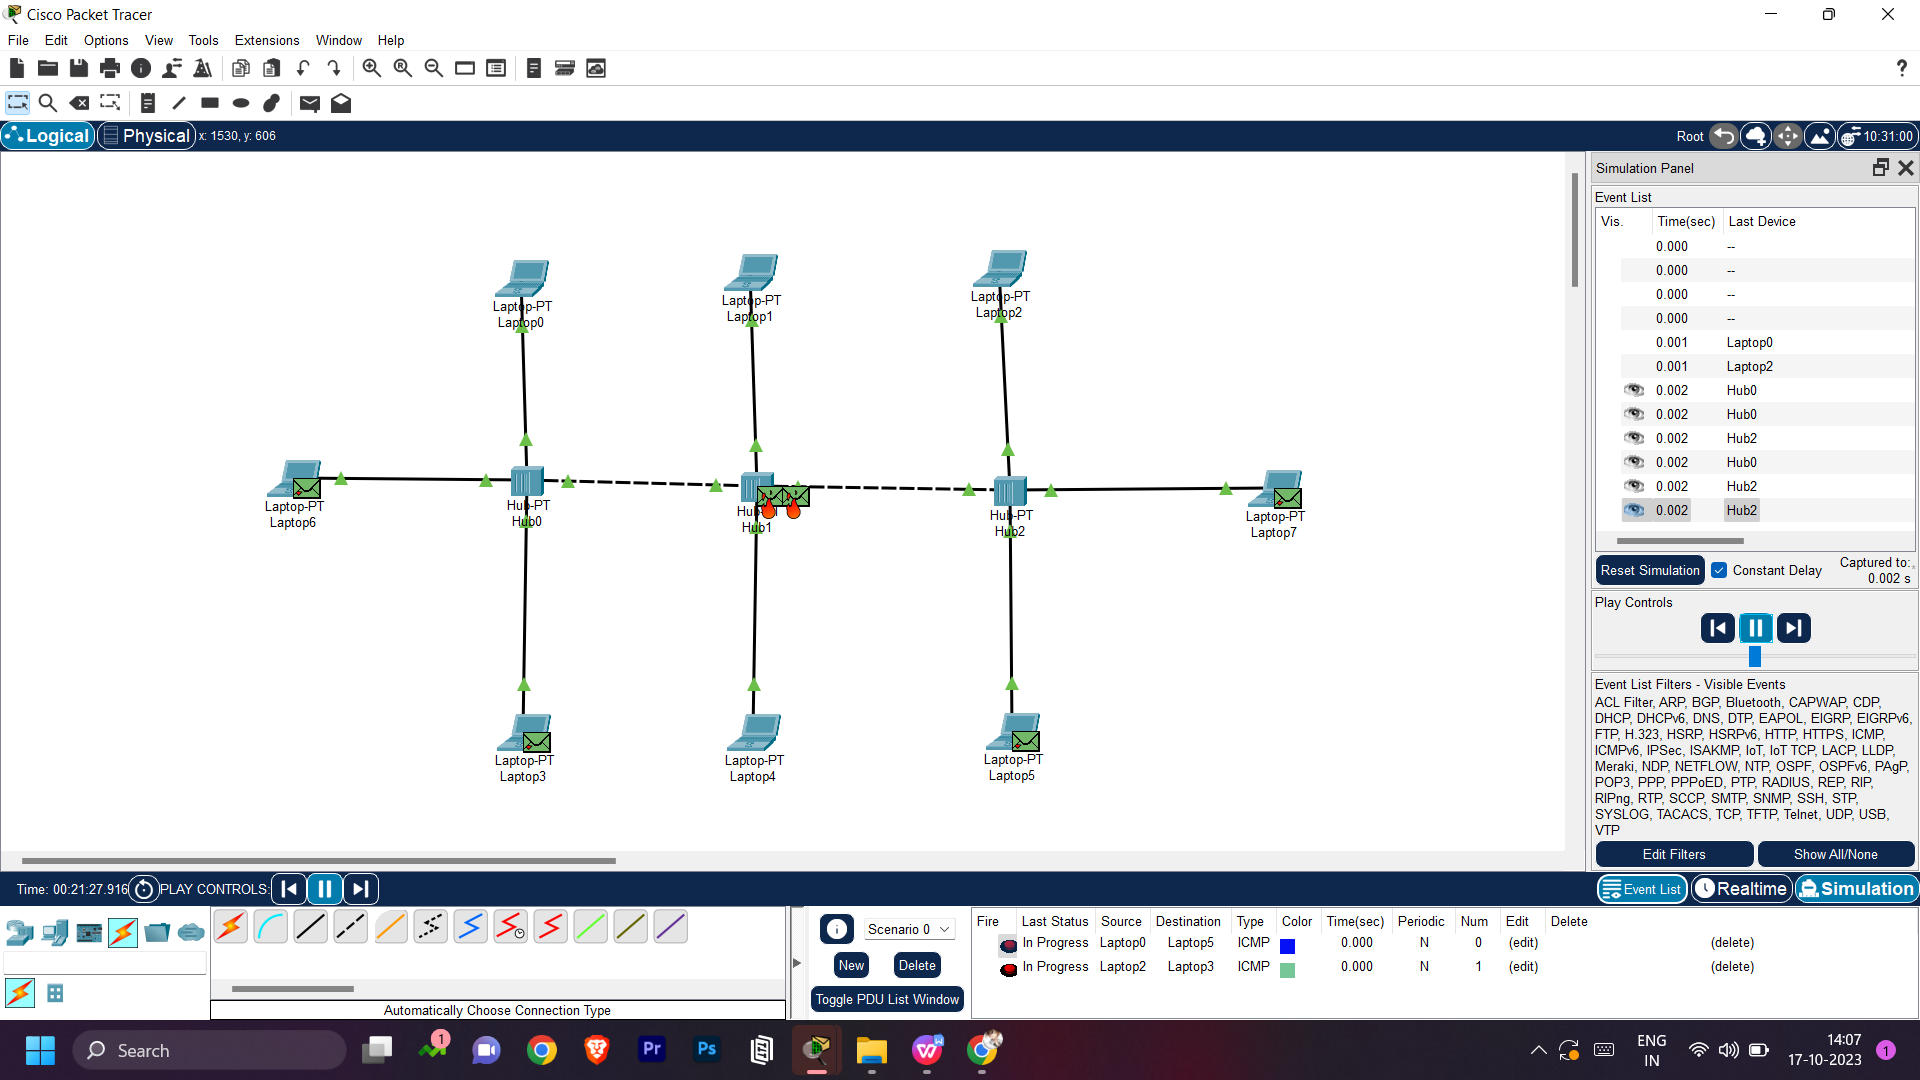 Cisco Packet Tracer
File Edit Options View Tools Extensions Window Help
Logical Physical x: 1530, y: 606
Root 10:31:00
Simulation Panel
Event List
Vis. Time(sec) Last Device
0.000 --
0.000 --
0.000 --
0.000 --
0.001 Laptop0
0.001 Laptop2
0.002 Hub0
0.002 Hub0
0.002 Hub2
0.002 Hub0
0.002 Hub2
0.002 Hub2
Reset Simulation Constant Delay Captured to:
0.002 s
Play Controls
Event List Filters - Visible Events
ACL Filter, ARP, BGP, Bluetooth, CAPWAP, CDP,
DHCP, DHCPv6, DNS, DTP, EAPOL, EIGRP, EIGRPv6,
FTP, H.323, HSRP, HSRPv6, HTTP, HTTPS, ICMP,
ICMPv6, IPSec, ISAKMP, IoT, IoT TCP, LACP, LLDP,
Meraki, NDP, NETFLOW, NTP, OSPF, OSPFv6, PAgP,
POP3, PPP, PPPoED, PTP, RADIUS, REP, RIP,
RIPng, RTP, SCCP, SMTP, SNMP, SSH, STP,
SYSLOG, TACACS, TCP, TFTP, Telnet, UDP, USB,
VTP
Edit Filters Show All/None
Laptop-PT
Laptop0
Laptop-PT
Laptop1
Laptop-PT
Laptop2
Laptop-PT
Laptop6
Hub-PT
Hub0
Hub1
Hub-PT
Hub2
Laptop-PT
Laptop7
Laptop-PT
Laptop3
Laptop-PT
Laptop4
Laptop-PT
Laptop5
Time: 00:21:27.916 PLAY CONTROLS:
Event List Realtime Simulation
Scenario 0
New Delete
Toggle PDU List Window
Fire Last Status Source Destination Type Color Time(sec) Periodic Num Edit Delete
In Progress Laptop0 Laptop5 ICMP 0.000 N 0 (edit) (delete)
In Progress Laptop2 Laptop3 ICMP 0.000 N 1 (edit) (delete)
Automatically Choose Connection Type
Search
1
Pr
Ps
ENG
IN
14:07
17-10-2023
1